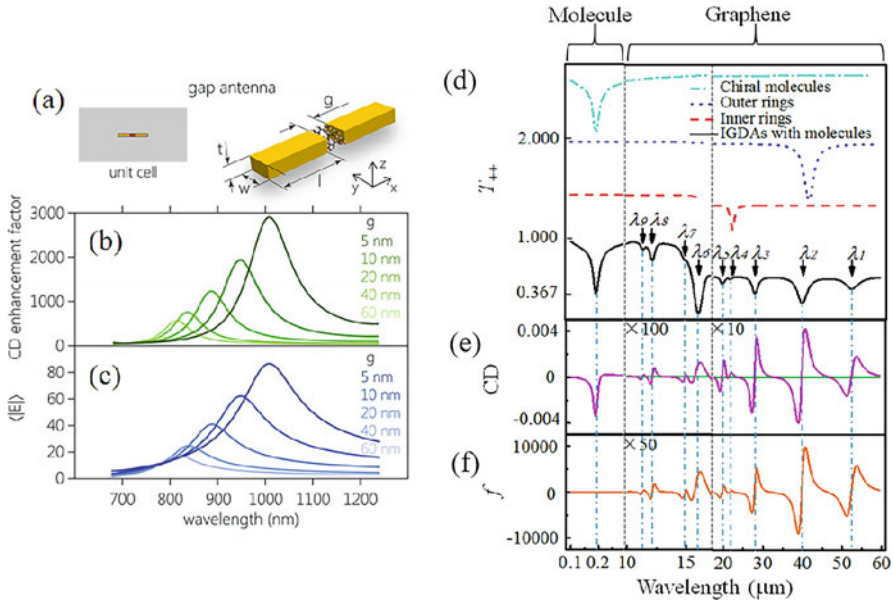 (a)
gap antenna
unit cell
g
t
w
l
z
y
x
CD enhancement factor
3000
2000
1000
0
(b)
g
5 nm
10 nm
20 nm
40 nm
60 nm
⟨|E|⟩
80
60
40
20
0
(c)
g
5 nm
10 nm
20 nm
40 nm
60 nm
700 800 900 1000 1100 1200
wavelength (nm)
Molecule Graphene
(d)
Chiral molecules
Outer rings
Inner rings
IGDAs with molecules
T++
2.000
1.000
0.367
λ9 λ8 λ7 λ6 λ5 λ4 λ3 λ2 λ1
(e)
CD
0.004
0
-0.004
×100 ×10
(f)
f
10000
0
-10000
×50
0.1 0.2 10 15 20 30 40 50 60
Wavelength (μm)